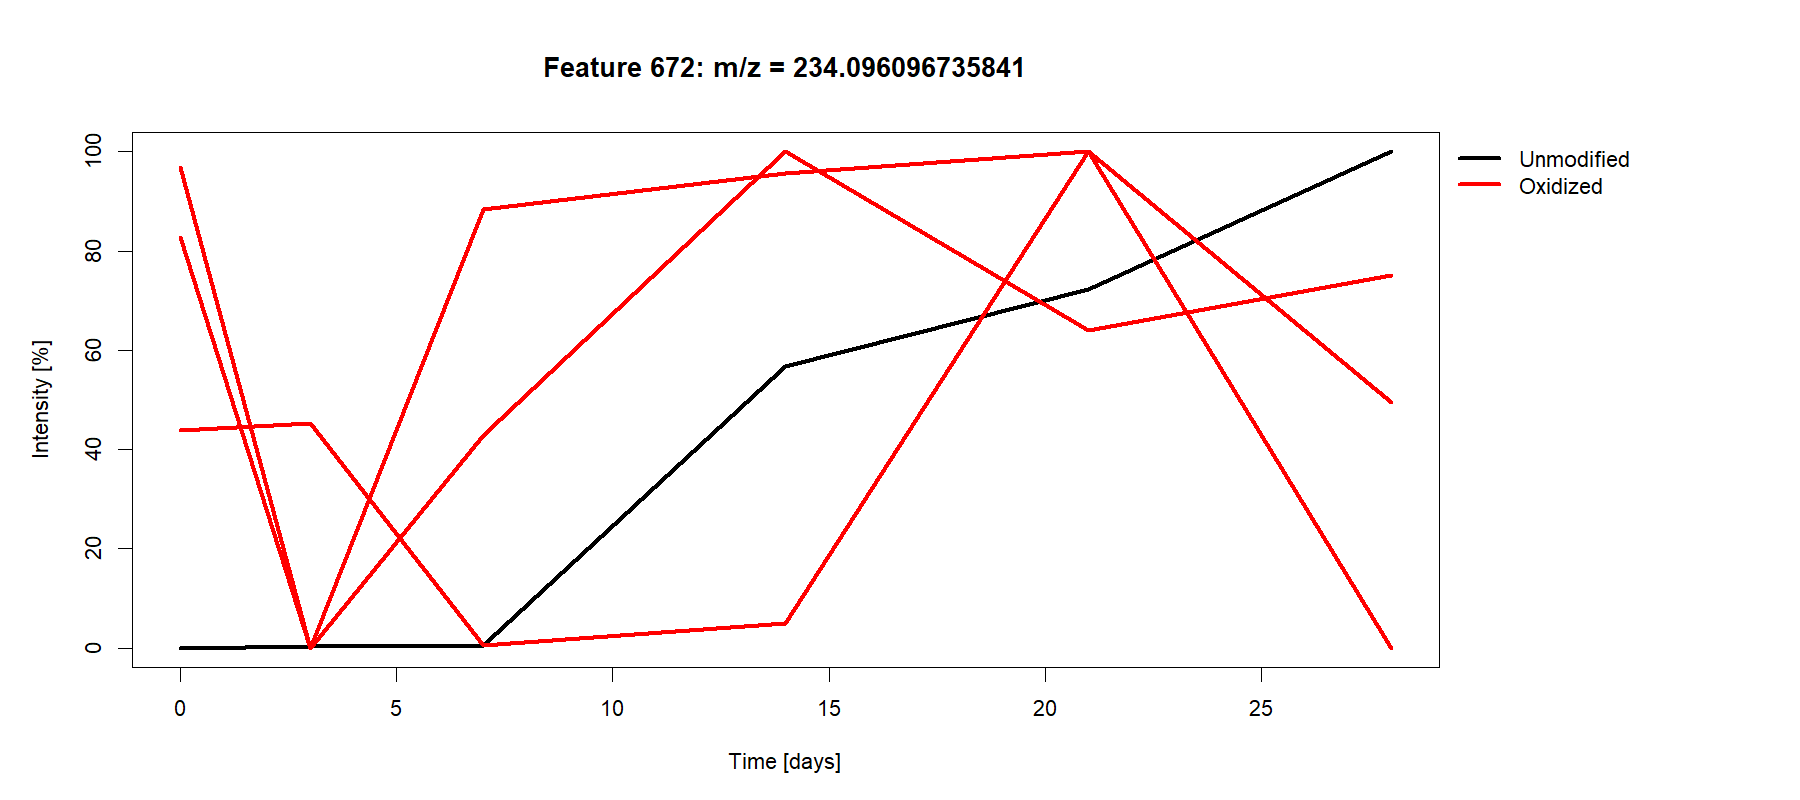 Feature 672: m/z = 234.096096735841
Unmodified
Oxidized
Intensity [%]
100
80
60
40
20
0
0 5 10 15 20 25
Time [days]